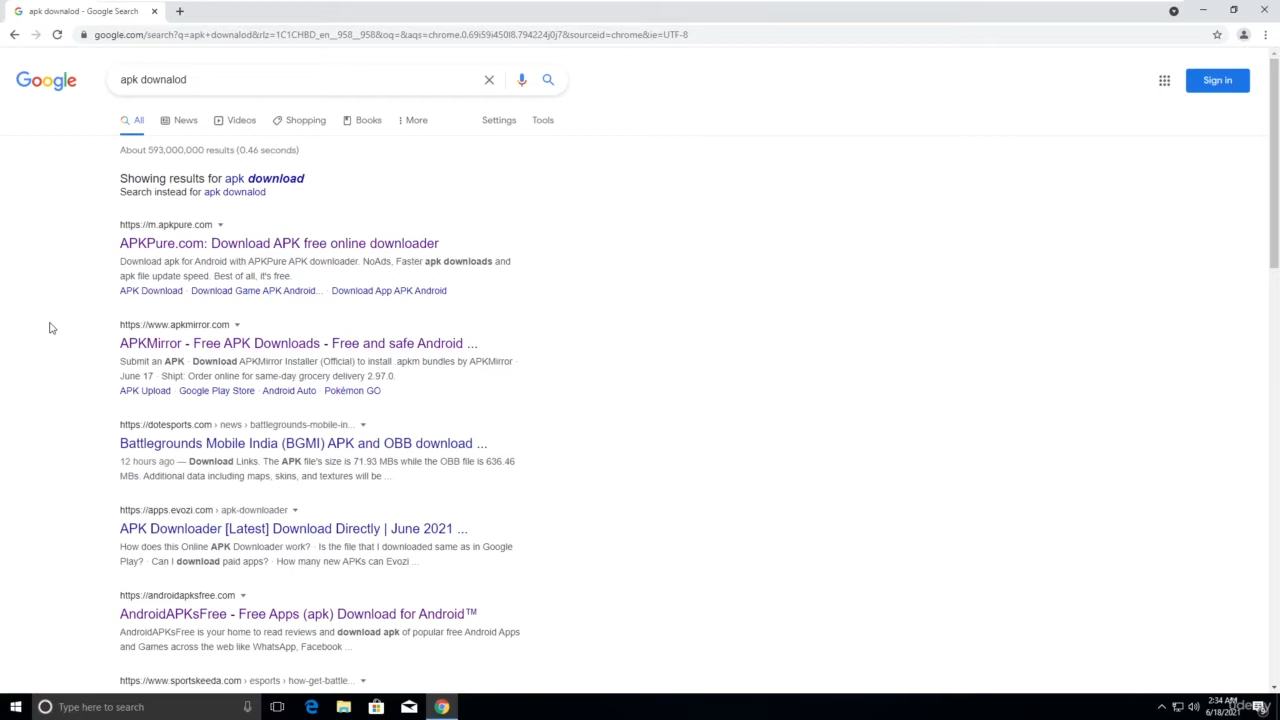 apk downalod - Google Search
google.com/search?q=apk+downalod&rlz=1C1CHBD_en__958__958&oq=&aqs=chrome.0.69i59i450l8.794224j0j7&sourceid=chrome&ie=UTF-8
Google
apk downalod
Sign in
All News Videos Shopping Books More Settings Tools
About 593,000,000 results (0.46 seconds)
Showing results for apk download
Search instead for apk downalod
https://m.apkpure.com
APKPure.com: Download APK free online downloader
Download apk for Android with APKPure APK downloader. NoAds, Faster apk downloads and
apk file update speed. Best of all, it's free.
APK Download · Download Game APK Android... · Download App APK Android
https://www.apkmirror.com
APKMirror - Free APK Downloads - Free and safe Android ...
Submit an APK · Download APKMirror Installer (Official) to install .apkm bundles by APKMirror ·
June 17 · Shipt: Order online for same-day grocery delivery 2.97.0.
APK Upload · Google Play Store · Android Auto · Pokémon GO
https://dotesports.com › news › battlegrounds-mobile-in...
Battlegrounds Mobile India (BGMI) APK and OBB download ...
12 hours ago — Download Links. The APK file's size is 71.93 MBs while the OBB file is 636.46
MBs. Additional data including maps, skins, and textures will be ...
https://apps.evozi.com › apk-downloader
APK Downloader [Latest] Download Directly | June 2021 ...
How does this Online APK Downloader work? · Is the file that I downloaded same as in Google
Play? · Can I download paid apps? · How many new APKs can Evozi ...
https://androidapksfree.com
AndroidAPKsFree - Free Apps (apk) Download for Android™
AndroidAPKsFree is your home to read reviews and download apk of popular free Android Apps
and Games across the web like WhatsApp, Facebook ...
https://www.sportskeeda.com › esports › how-get-battle...
Type here to search
2:34 AM
6/18/2021